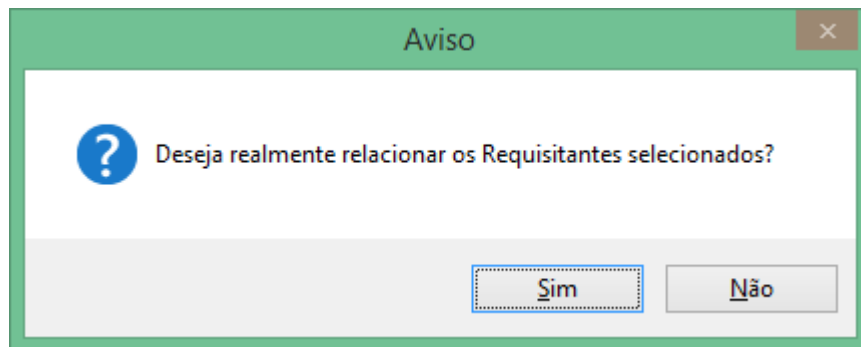 Aviso
Deseja realmente relacionar os Requisitantes selecionados?
Sim
Não